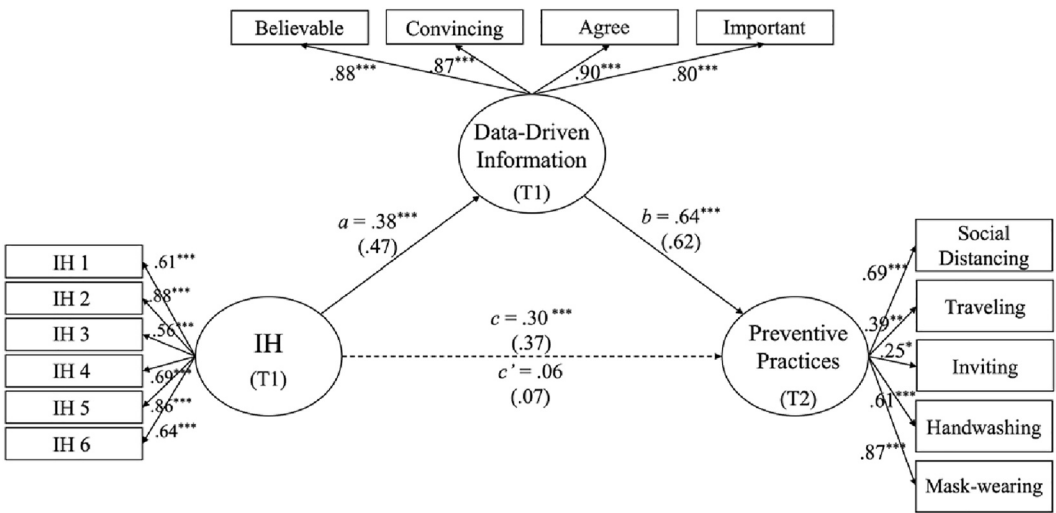 Believable
Convincing
Agree
Important
.88***
.87***
.90***
.80***
Data-Driven
Information
(T1)
a = .38***
(.47)
b = .64***
(.62)
IH 1
IH 2
IH 3
IH 4
IH 5
IH 6
.61***
.88***
.56***
.69***
.86***
.64***
IH
(T1)
c = .30 ***
(.37)
c' = .06
(.07)
Preventive
Practices
(T2)
.69***
.39**
.25*
.61***
.87***
Social
Distancing
Traveling
Inviting
Handwashing
Mask-wearing